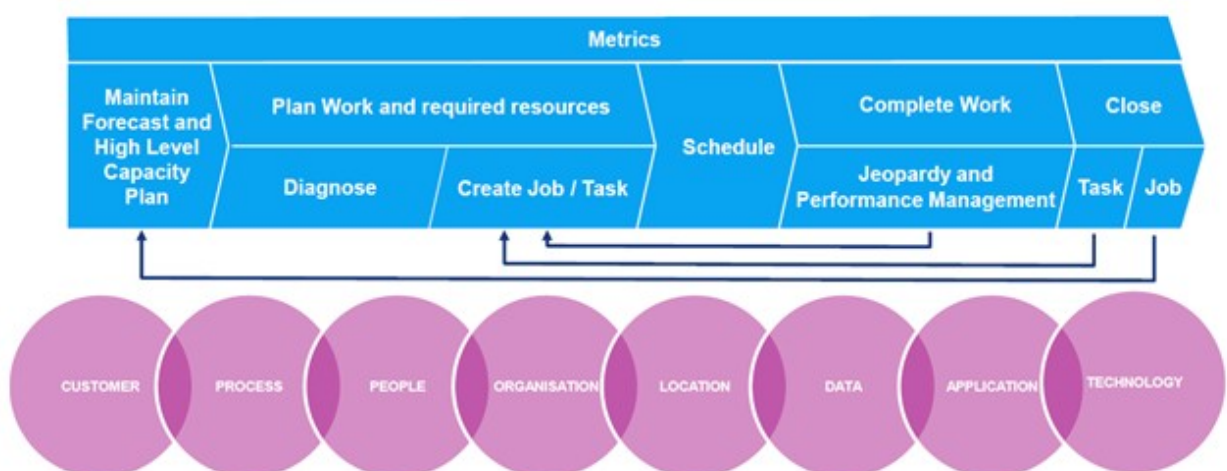 Metrics
Maintain
Forecast and
High Level
Capacity
Plan
Plan Work and required resources
Diagnose
Create Job / Task
Schedule
Complete Work
Jeopardy and
Performance Management
Close
Task
Job
CUSTOMER
PROCESS
PEOPLE
ORGANISATION
LOCATION
DATA
APPLICATION
TECHNOLOGY